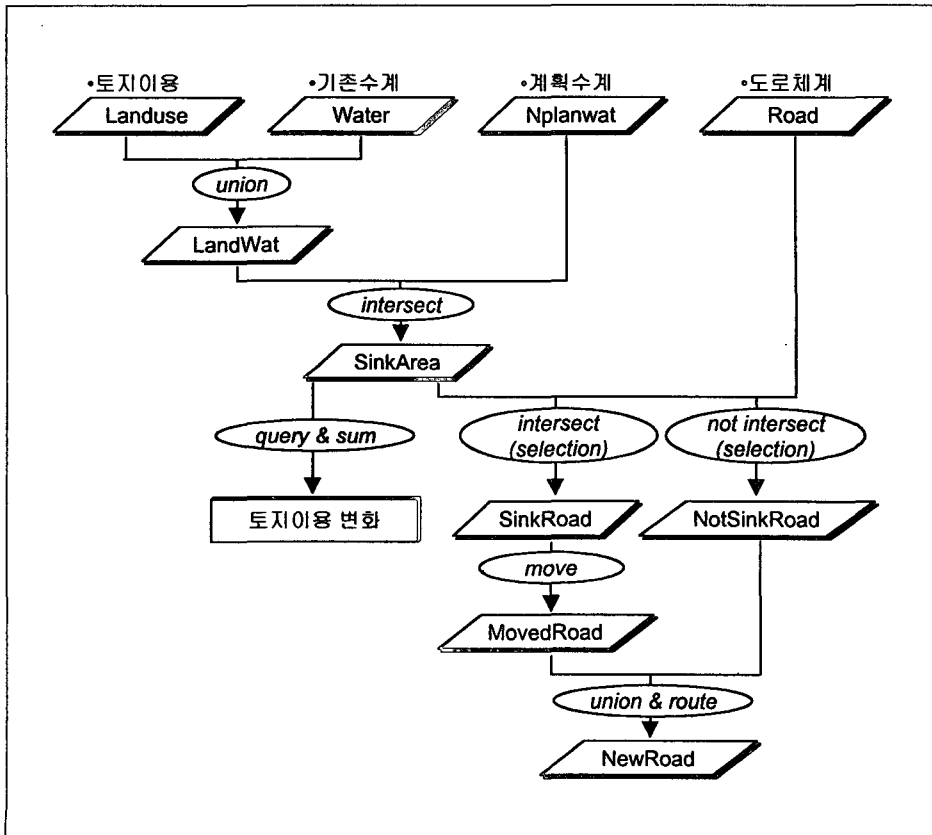 •토지이용 •기존수계 •계획수계 •도로체계
Landuse Water Nplanwat Road
union
LandWat
intersect
SinkArea
query & sum
intersect
(selection)
not intersect
(selection)
토지이용 변화
SinkRoad
NotSinkRoad
move
MovedRoad
union & route
NewRoad